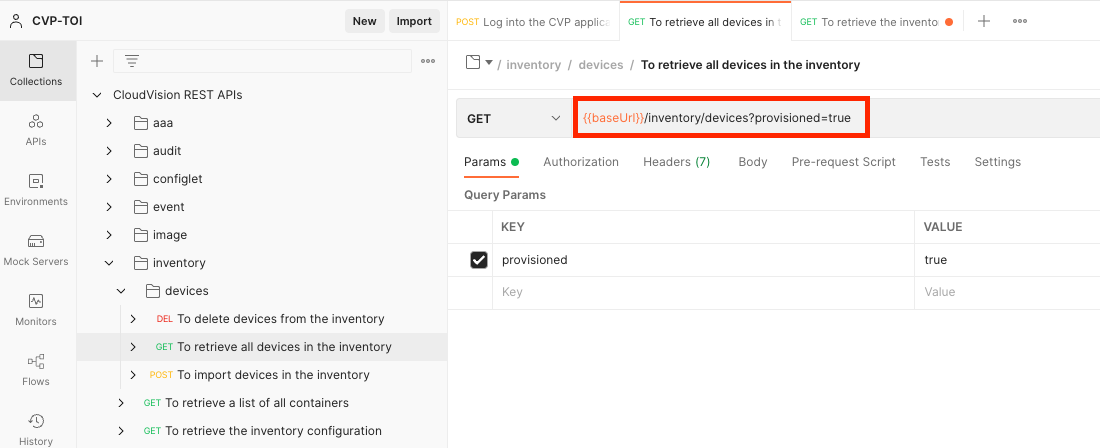 CVP-TOI
New
Import
POST Log into the CVP applica
GET To retrieve all devices in t
GET To retrieve the invento
Collections
APIs
Environments
Mock Servers
Monitors
Flows
History
CloudVision REST APIs
aaa
audit
configlet
event
image
inventory
devices
DEL To delete devices from the inventory
GET To retrieve all devices in the inventory
POST To import devices in the inventory
GET To retrieve a list of all containers
GET To retrieve the inventory configuration
/ inventory / devices / To retrieve all devices in the inventory
GET {{baseUrl}}/inventory/devices?provisioned=true
Params Authorization Headers (7) Body Pre-request Script Tests Settings
Query Params
KEY VALUE
provisioned true
Key Value